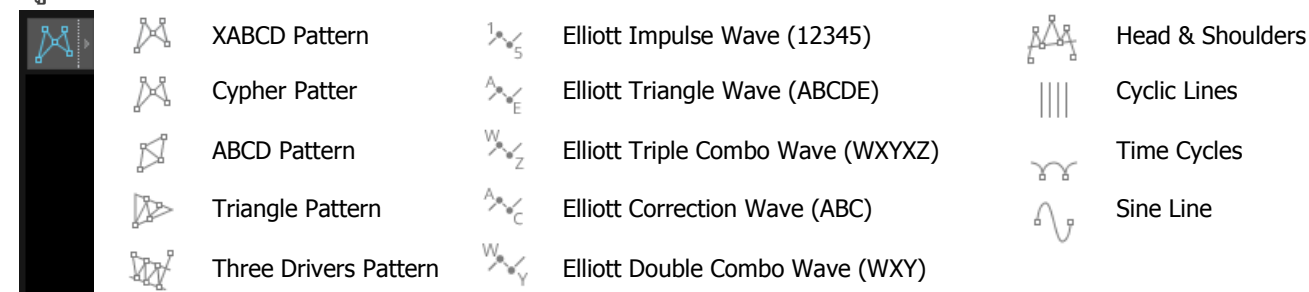 XABCD Pattern
Cypher Patter
ABCD Pattern
Triangle Pattern
Three Drivers Pattern
1 5 Elliott Impulse Wave (12345)
A E Elliott Triangle Wave (ABCDE)
W Z Elliott Triple Combo Wave (WXYXZ)
A C Elliott Correction Wave (ABC)
W Y Elliott Double Combo Wave (WXY)
Head & Shoulders
Cyclic Lines
Time Cycles
Sine Line